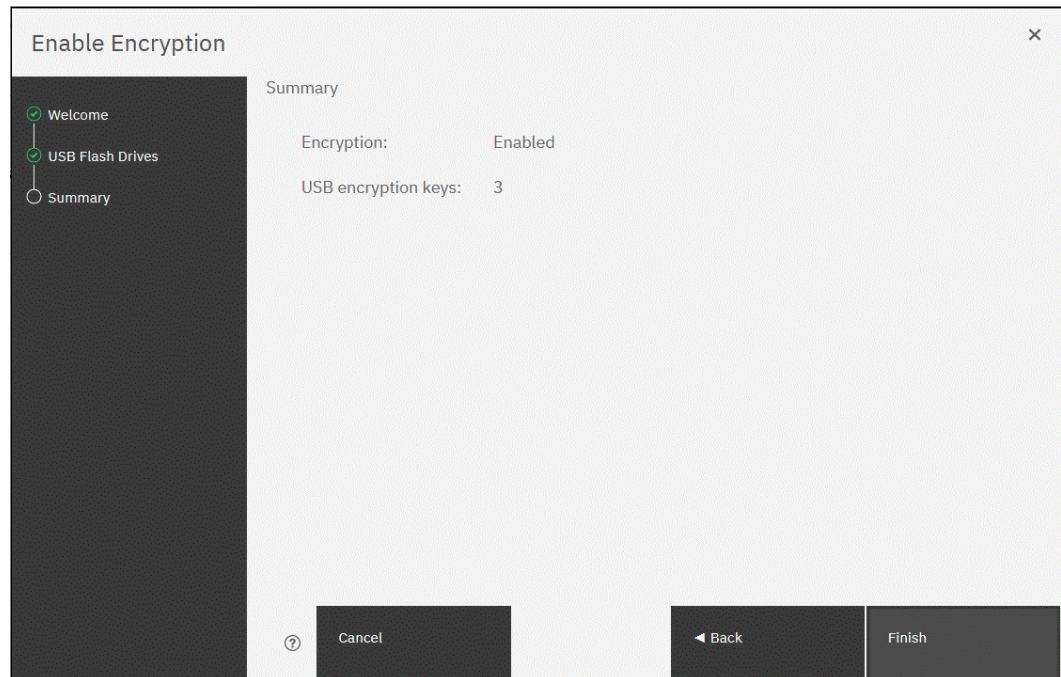 Enable Encryption
Welcome
USB Flash Drives
Summary
Summary
Encryption: Enabled
USB encryption keys: 3
Cancel
Back
Finish